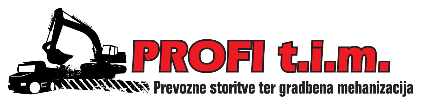 PROFI t.i.m.
Prevozne storitve ter gradbena mehanizacija